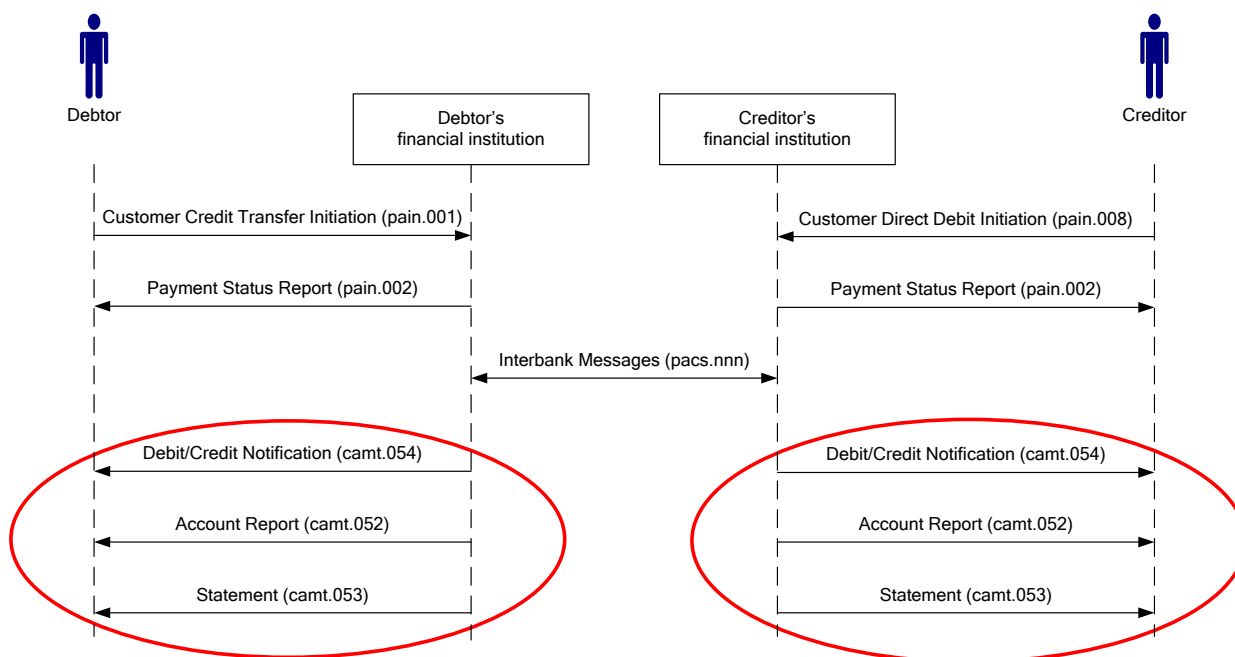 Debtor
Debtor's
financial institution
Creditor's
financial institution
Creditor
Customer Credit Transfer Initiation (pain.001)
Customer Direct Debit Initiation (pain.008)
Payment Status Report (pain.002)
Payment Status Report (pain.002)
Interbank Messages (pacs.nnn)
Debit/Credit Notification (camt.054)
Debit/Credit Notification (camt.054)
Account Report (camt.052)
Account Report (camt.052)
Statement (camt.053)
Statement (camt.053)